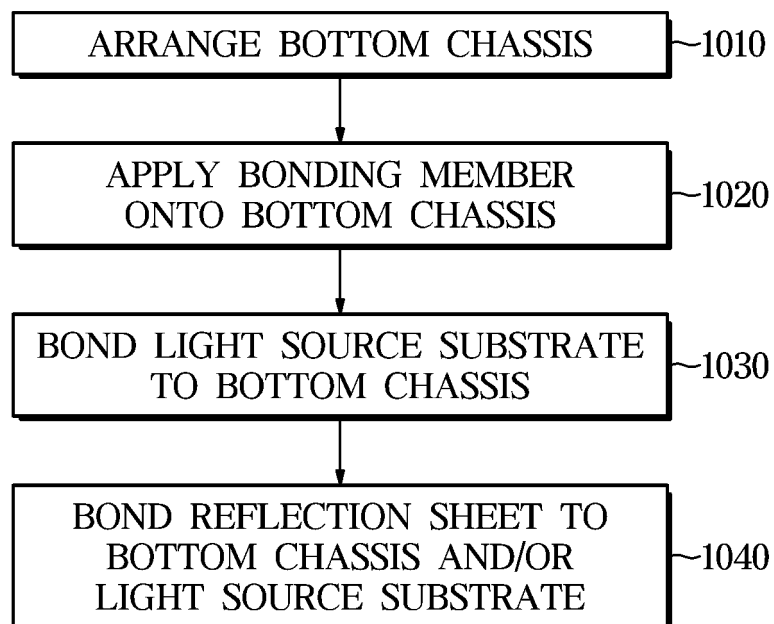 ARRANGE BOTTOM CHASSIS
1010
APPLY BONDING MEMBER
ONTO BOTTOM CHASSIS
1020
BOND LIGHT SOURCE SUBSTRATE
TO BOTTOM CHASSIS
1030
BOND REFLECTION SHEET TO
BOTTOM CHASSIS AND/OR
LIGHT SOURCE SUBSTRATE
1040